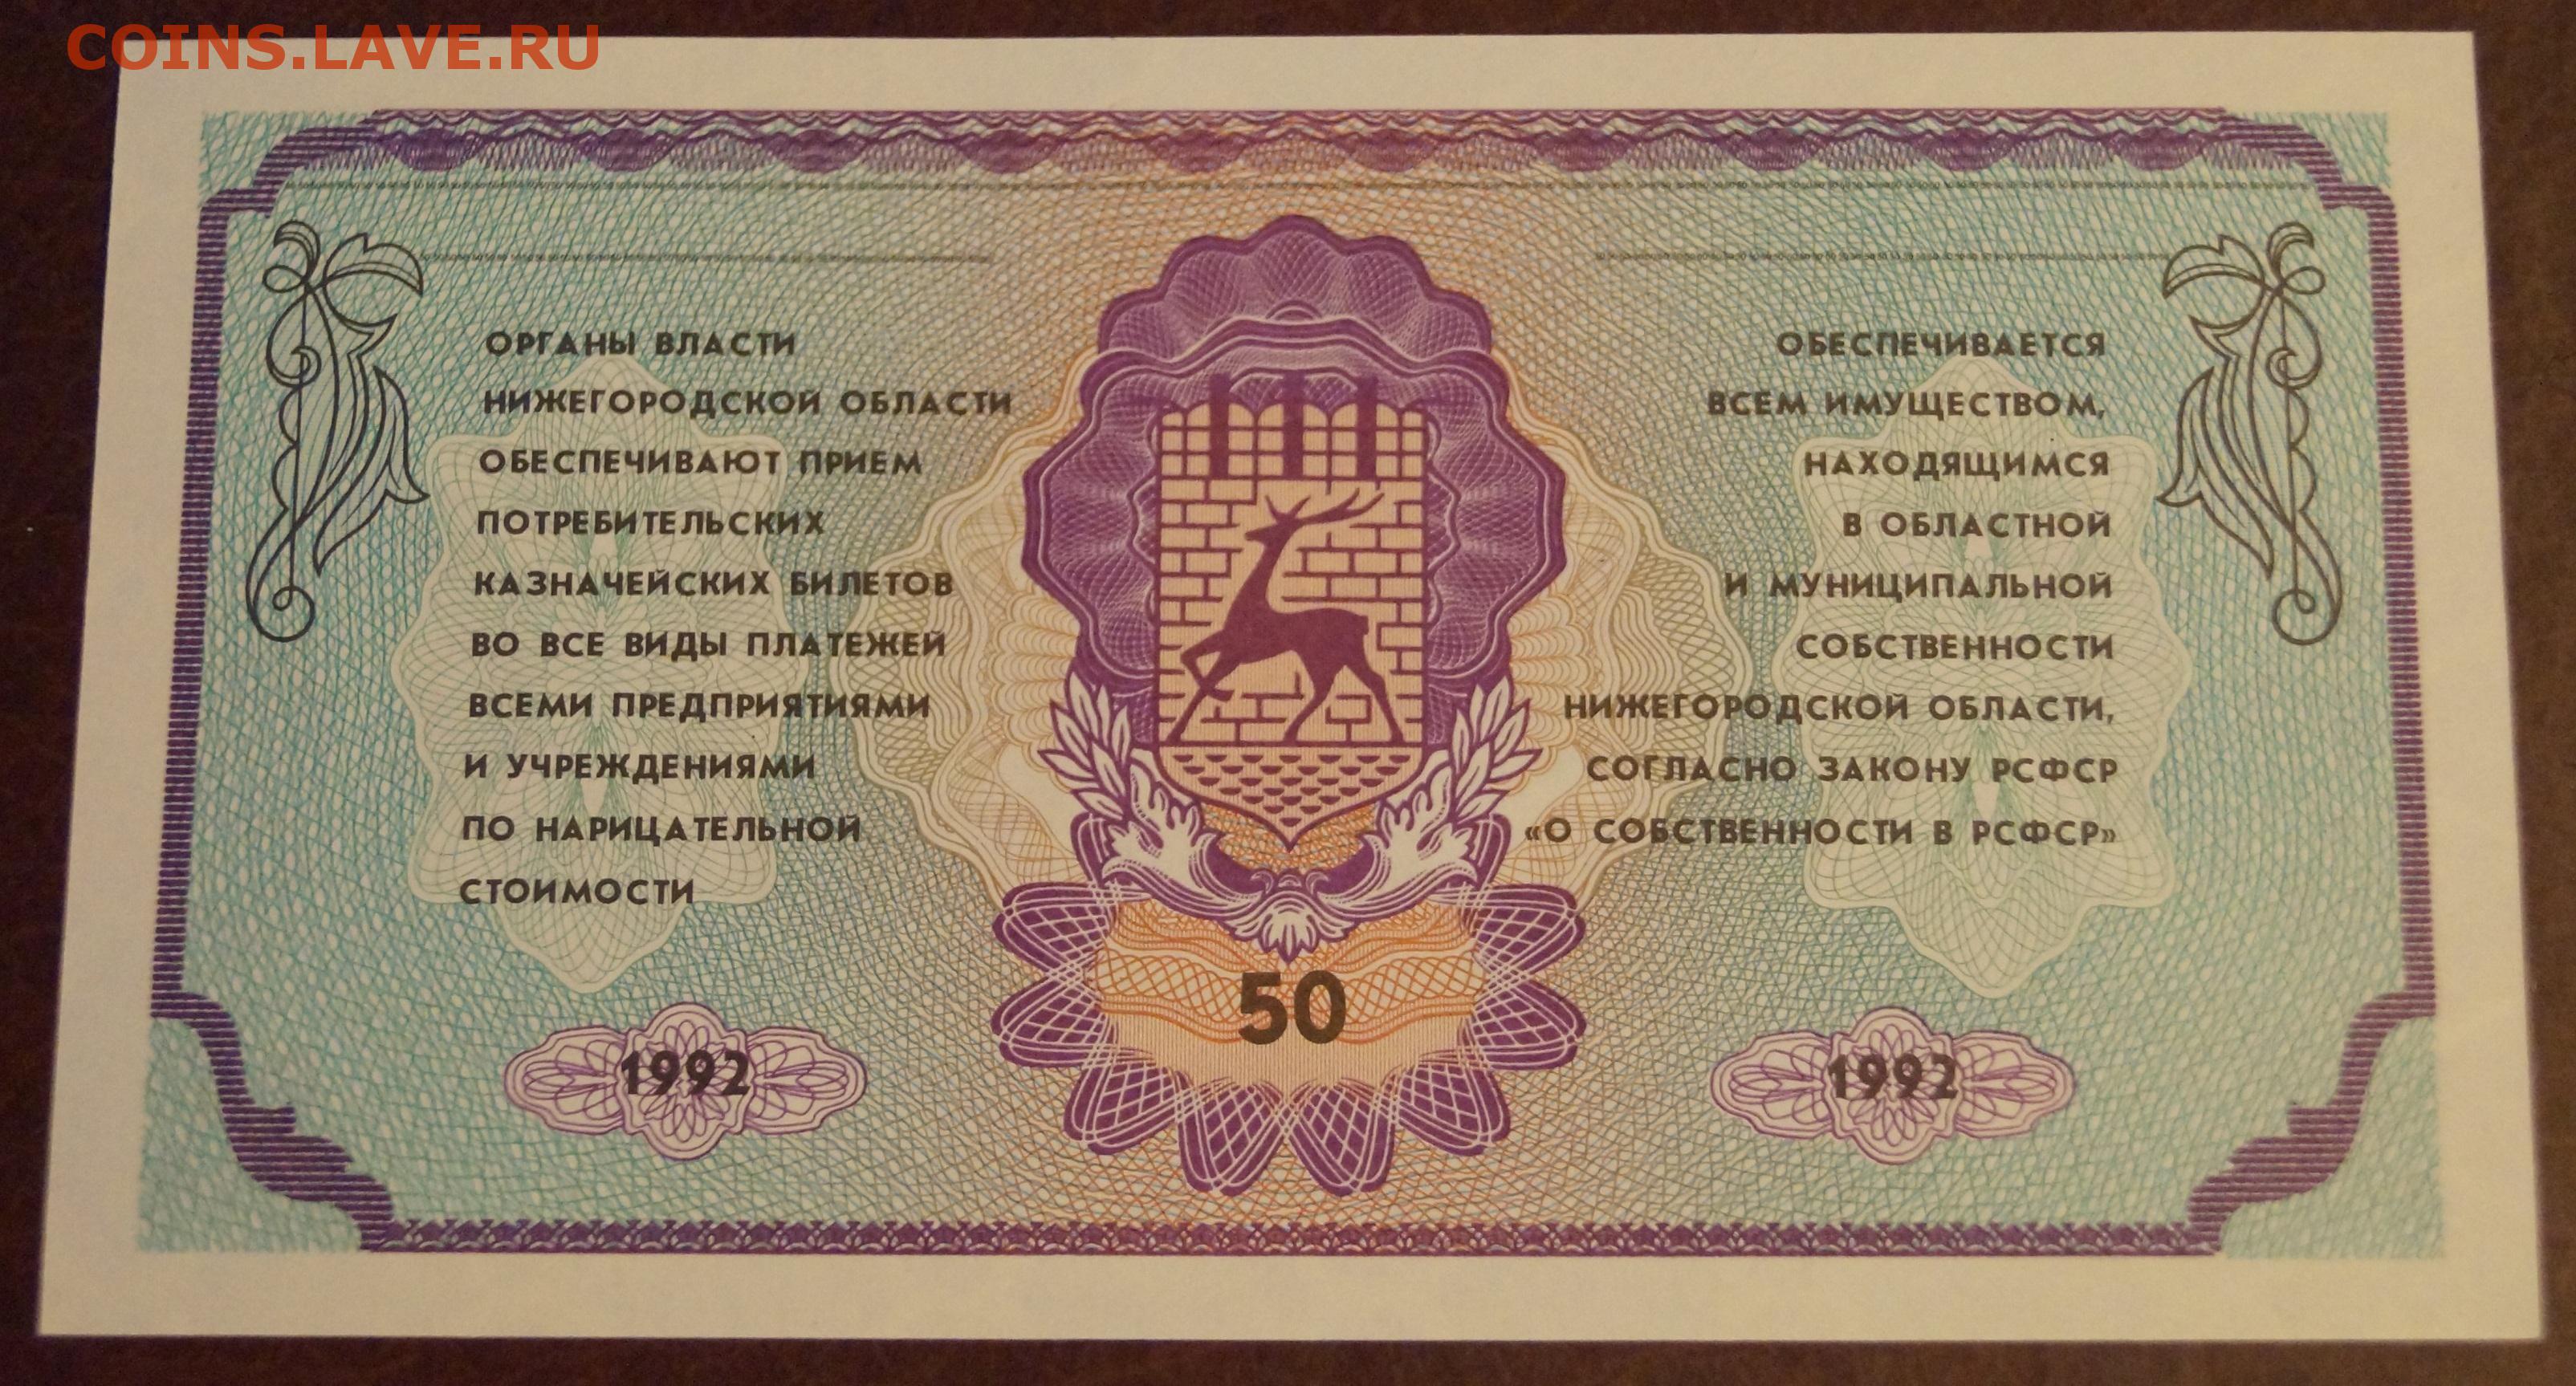 COINS.LAVE.RU
ОРГАНЫ ВЛАСТИ
НИЖЕГОРОДСКОЙ ОБЛАСТИ
ОБЕСПЕЧИВАЮТ ПРИЕМ
ПОТРЕБИТЕЛЬСКИХ
КАЗНАЧЕЙСКИХ БИЛЕТОВ
ВО ВСЕ ВИДЫ ПЛАТЕЖЕЙ
ВСЕМИ ПРЕДПРИЯТИЯМИ
И УЧРЕЖДЕНИЯМИ
ПО НАРИЦАТЕЛЬНОЙ
СТОИМОСТИ
ОБЕСПЕЧИВАЕТСЯ
ВСЕМ ИМУЩЕСТВОМ,
НАХОДЯЩИМСЯ
В ОБЛАСТНОЙ
И МУНИЦИПАЛЬНОЙ
СОБСТВЕННОСТИ
НИЖЕГОРОДСКОЙ ОБЛАСТИ,
СОГЛАСНО ЗАКОНУ РСФСР
«О СОБСТВЕННОСТИ В РСФСР»
50
1992
1992